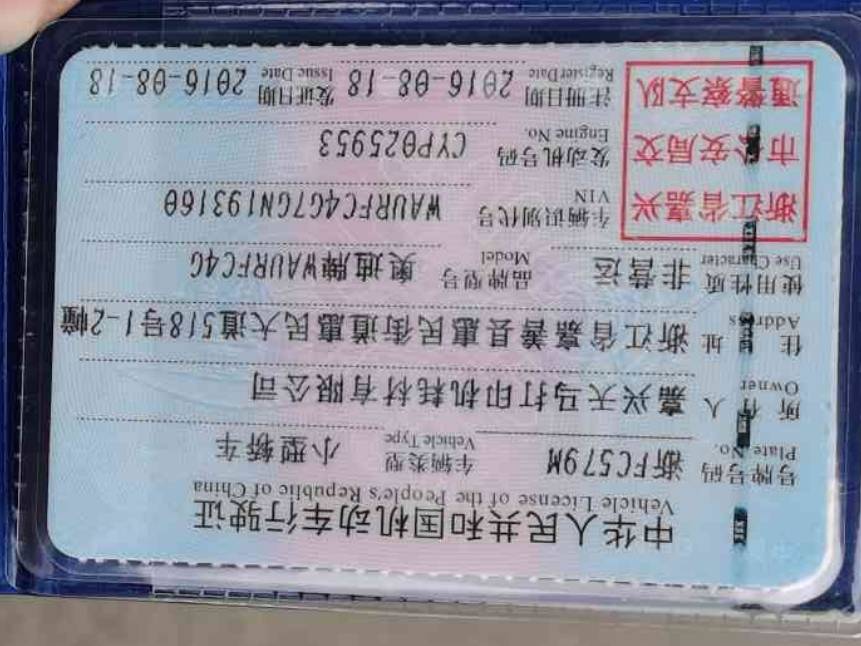 中华人民共和国机动车行驶证
Vehicle License of the People's Republic of China
号牌号码 浙FC579M 车辆类型 小型轿车
Plate No. Vehicle Type
所有人 嘉兴天马打印机耗材有限公司
Owner
住址 浙江省嘉善县惠民街道惠民大道518号1-2幢
Address
使用性质 非营运 品牌型号 奥迪牌WAURFC4G
Use Character Model
浙江省嘉兴
市公安局交
通警察支队
车辆识别代号 WAURFC4G7GN193160
VIN
发动机号码 CYP025953
Engine No.
注册日期 2016-08-18 发证日期 2016-08-18
Register Date Issue Date